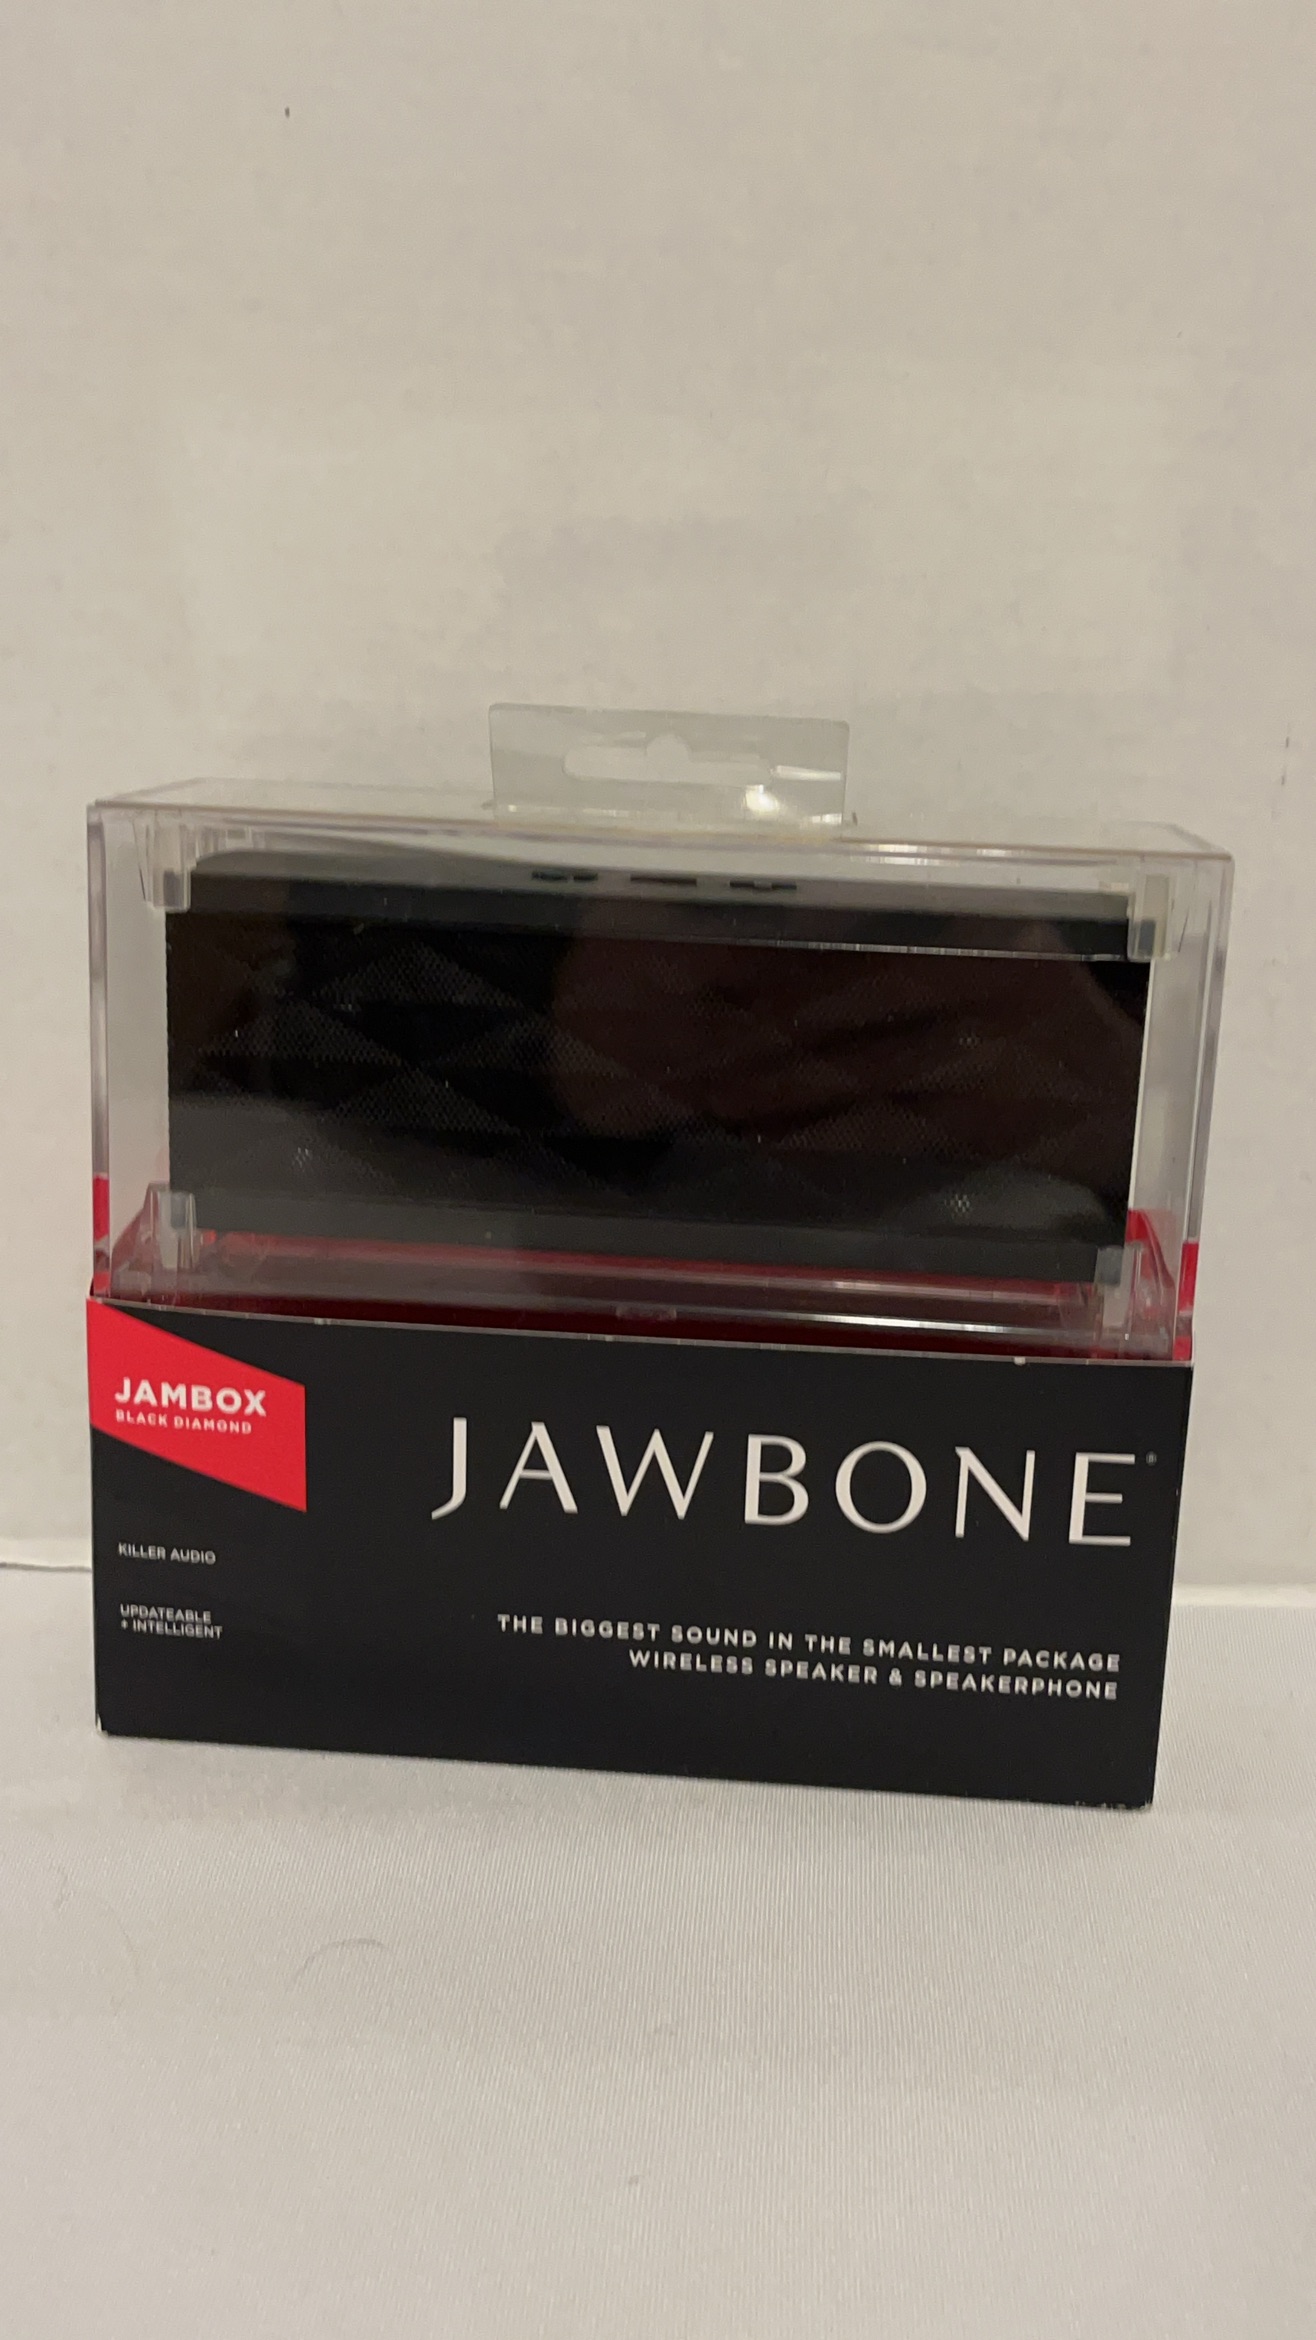 JAMBOX
BLACK DIAMOND
JAWBONE®
KILLER AUDIO
UPDATEABLE
+ INTELLIGENT
THE BIGGEST SOUND IN THE SMALLEST PACKAGE
WIRELESS SPEAKER & SPEAKERPHONE